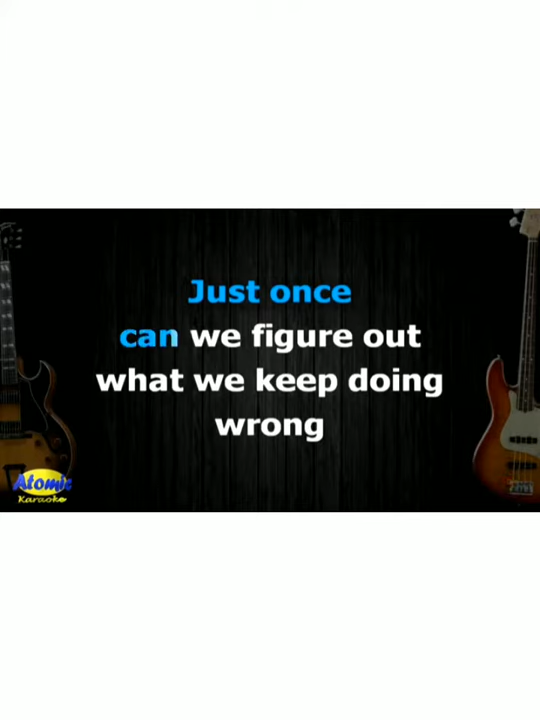 Just once
can we figure out
what we keep doing
wrong
Atomic
Karaoke